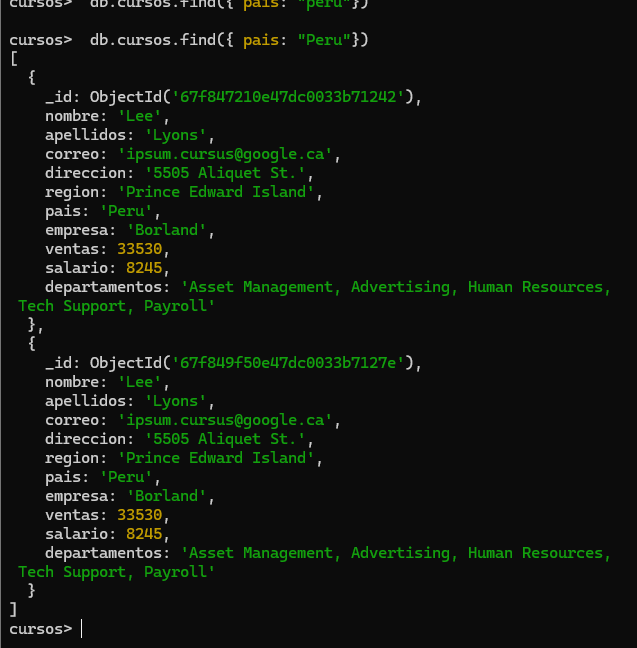 cursos>  db.cursos.find({ pais: "peru"})
cursos>  db.cursos.find({ pais: "Peru"})
[
  {
    _id: ObjectId('67f847210e47dc0033b71242'),
    nombre: 'Lee',
    apellidos: 'Lyons',
    correo: 'ipsum.cursus@google.ca',
    direccion: '5505 Aliquet St.',
    region: 'Prince Edward Island',
    pais: 'Peru',
    empresa: 'Borland',
    ventas: 33530,
    salario: 8245,
    departamentos: 'Asset Management, Advertising, Human Resources,
 Tech Support, Payroll'
  },
  {
    _id: ObjectId('67f849f50e47dc0033b7127e'),
    nombre: 'Lee',
    apellidos: 'Lyons',
    correo: 'ipsum.cursus@google.ca',
    direccion: '5505 Aliquet St.',
    region: 'Prince Edward Island',
    pais: 'Peru',
    empresa: 'Borland',
    ventas: 33530,
    salario: 8245,
    departamentos: 'Asset Management, Advertising, Human Resources,
 Tech Support, Payroll'
  }
]
cursos>